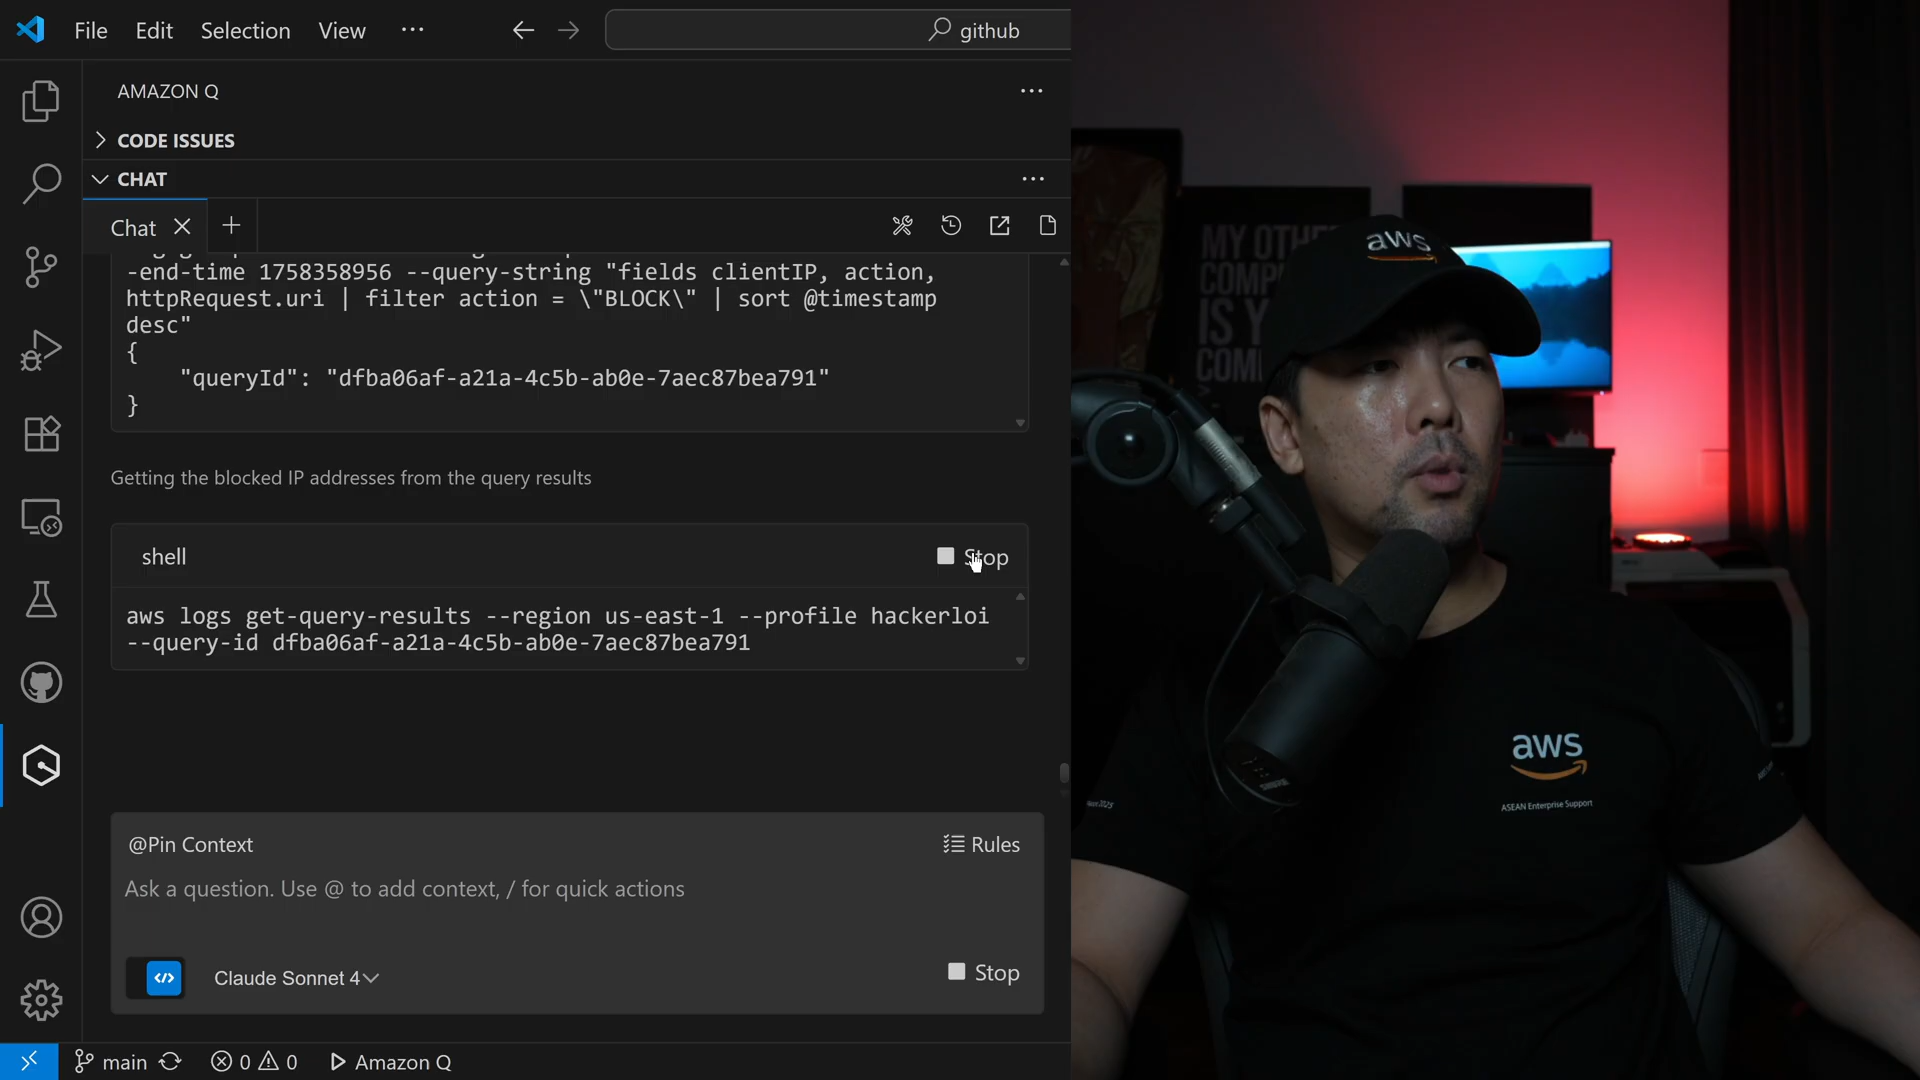 File Edit Selection View ...
github
AMAZON Q
CODE ISSUES
CHAT
Chat
-end-time 1758358956 --query-string "fields clientIP, action,
httpRequest.uri | filter action = \"BLOCK\" | sort @timestamp
desc"
{
"queryId": "dfba06af-a21a-4c5b-ab0e-7aec87bea791"
}
Getting the blocked IP addresses from the query results
shell
Stop
aws logs get-query-results --region us-east-1 --profile hackerloi
--query-id dfba06af-a21a-4c5b-ab0e-7aec87bea791
@Pin Context
Rules
Ask a question. Use @ to add context, / for quick actions
Claude Sonnet 4
Stop
main 0 0 Amazon Q
MY
IS
aws
aws
ASEAN Enterprise Support